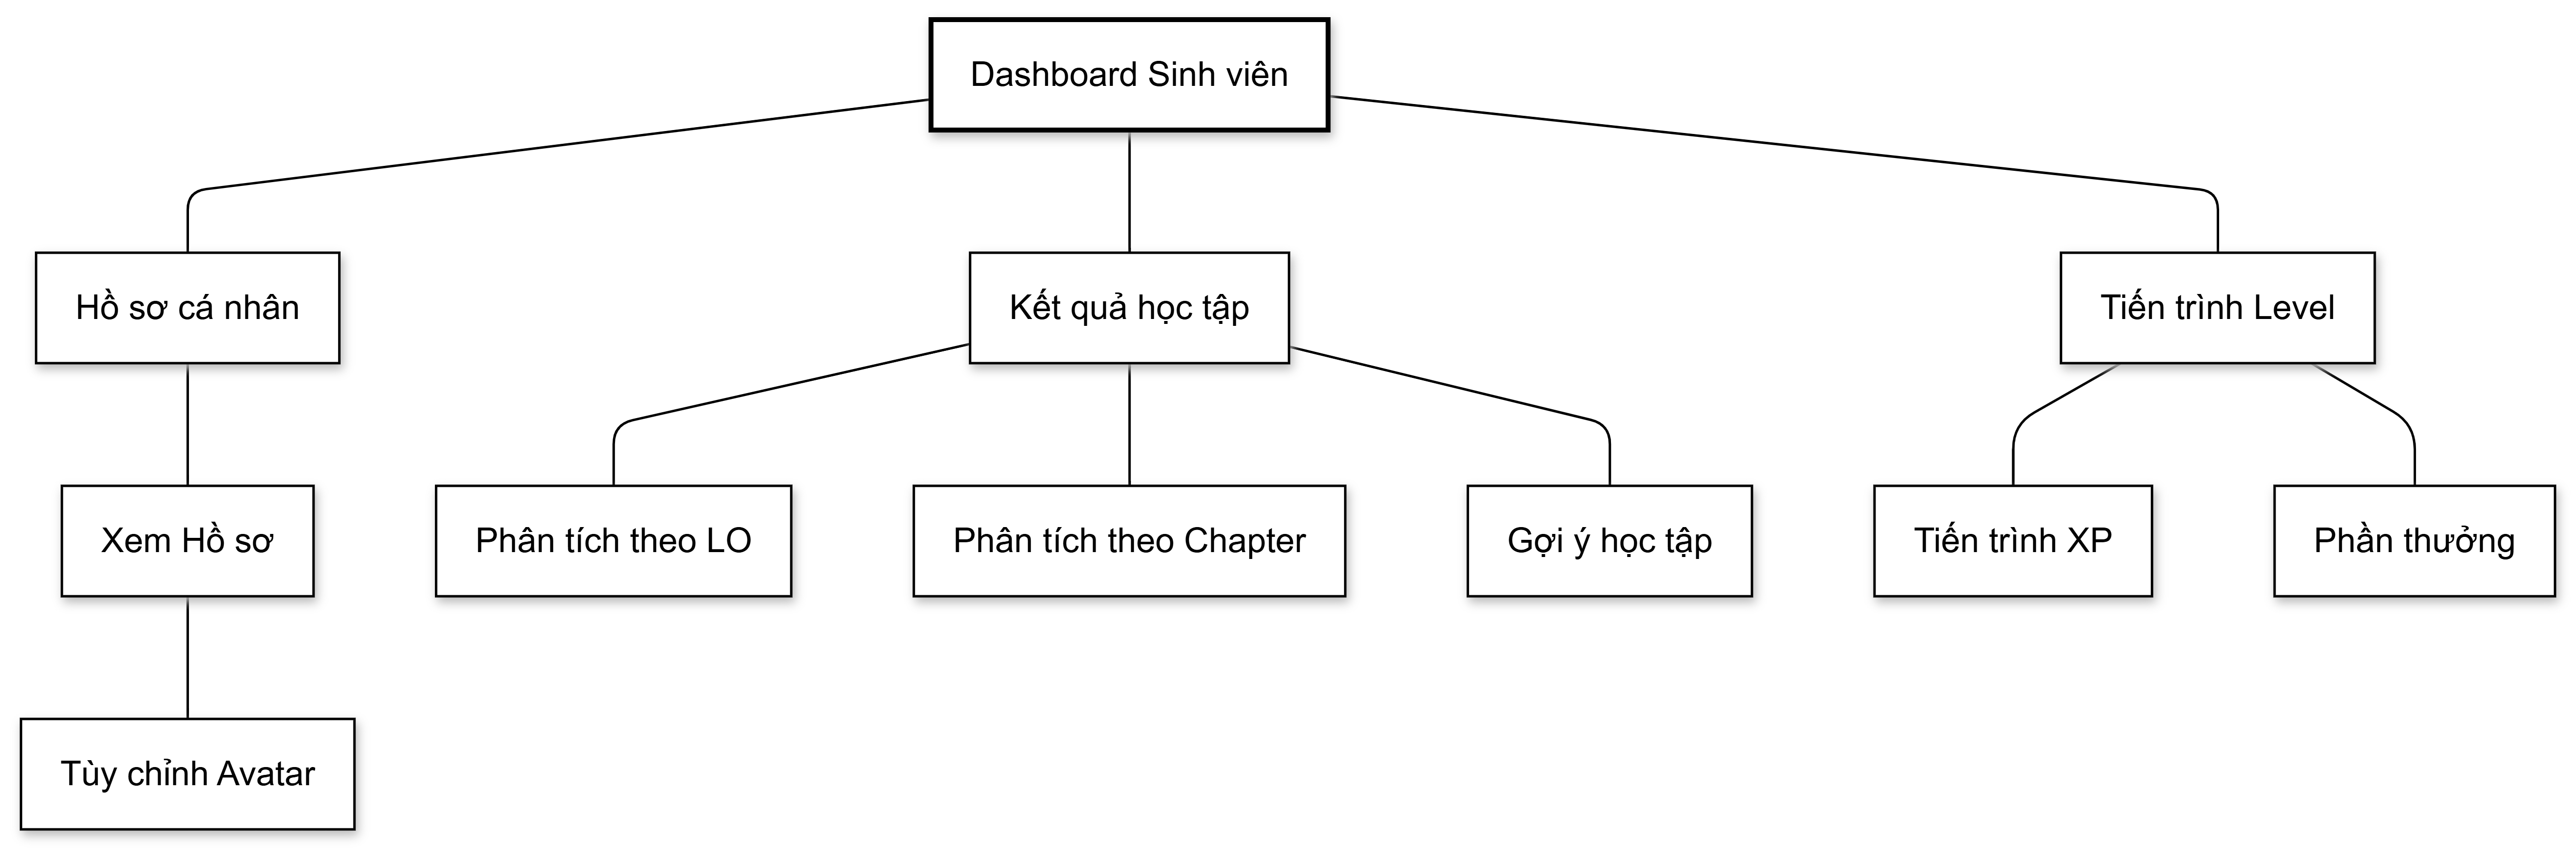 Dashboard Sinh viên
Hồ sơ cá nhân
Kết quả học tập
Tiến trình Level
Xem Hồ sơ
Phân tích theo LO
Phân tích theo Chapter
Gợi ý học tập
Tiến trình XP
Phần thưởng
Tùy chỉnh Avatar